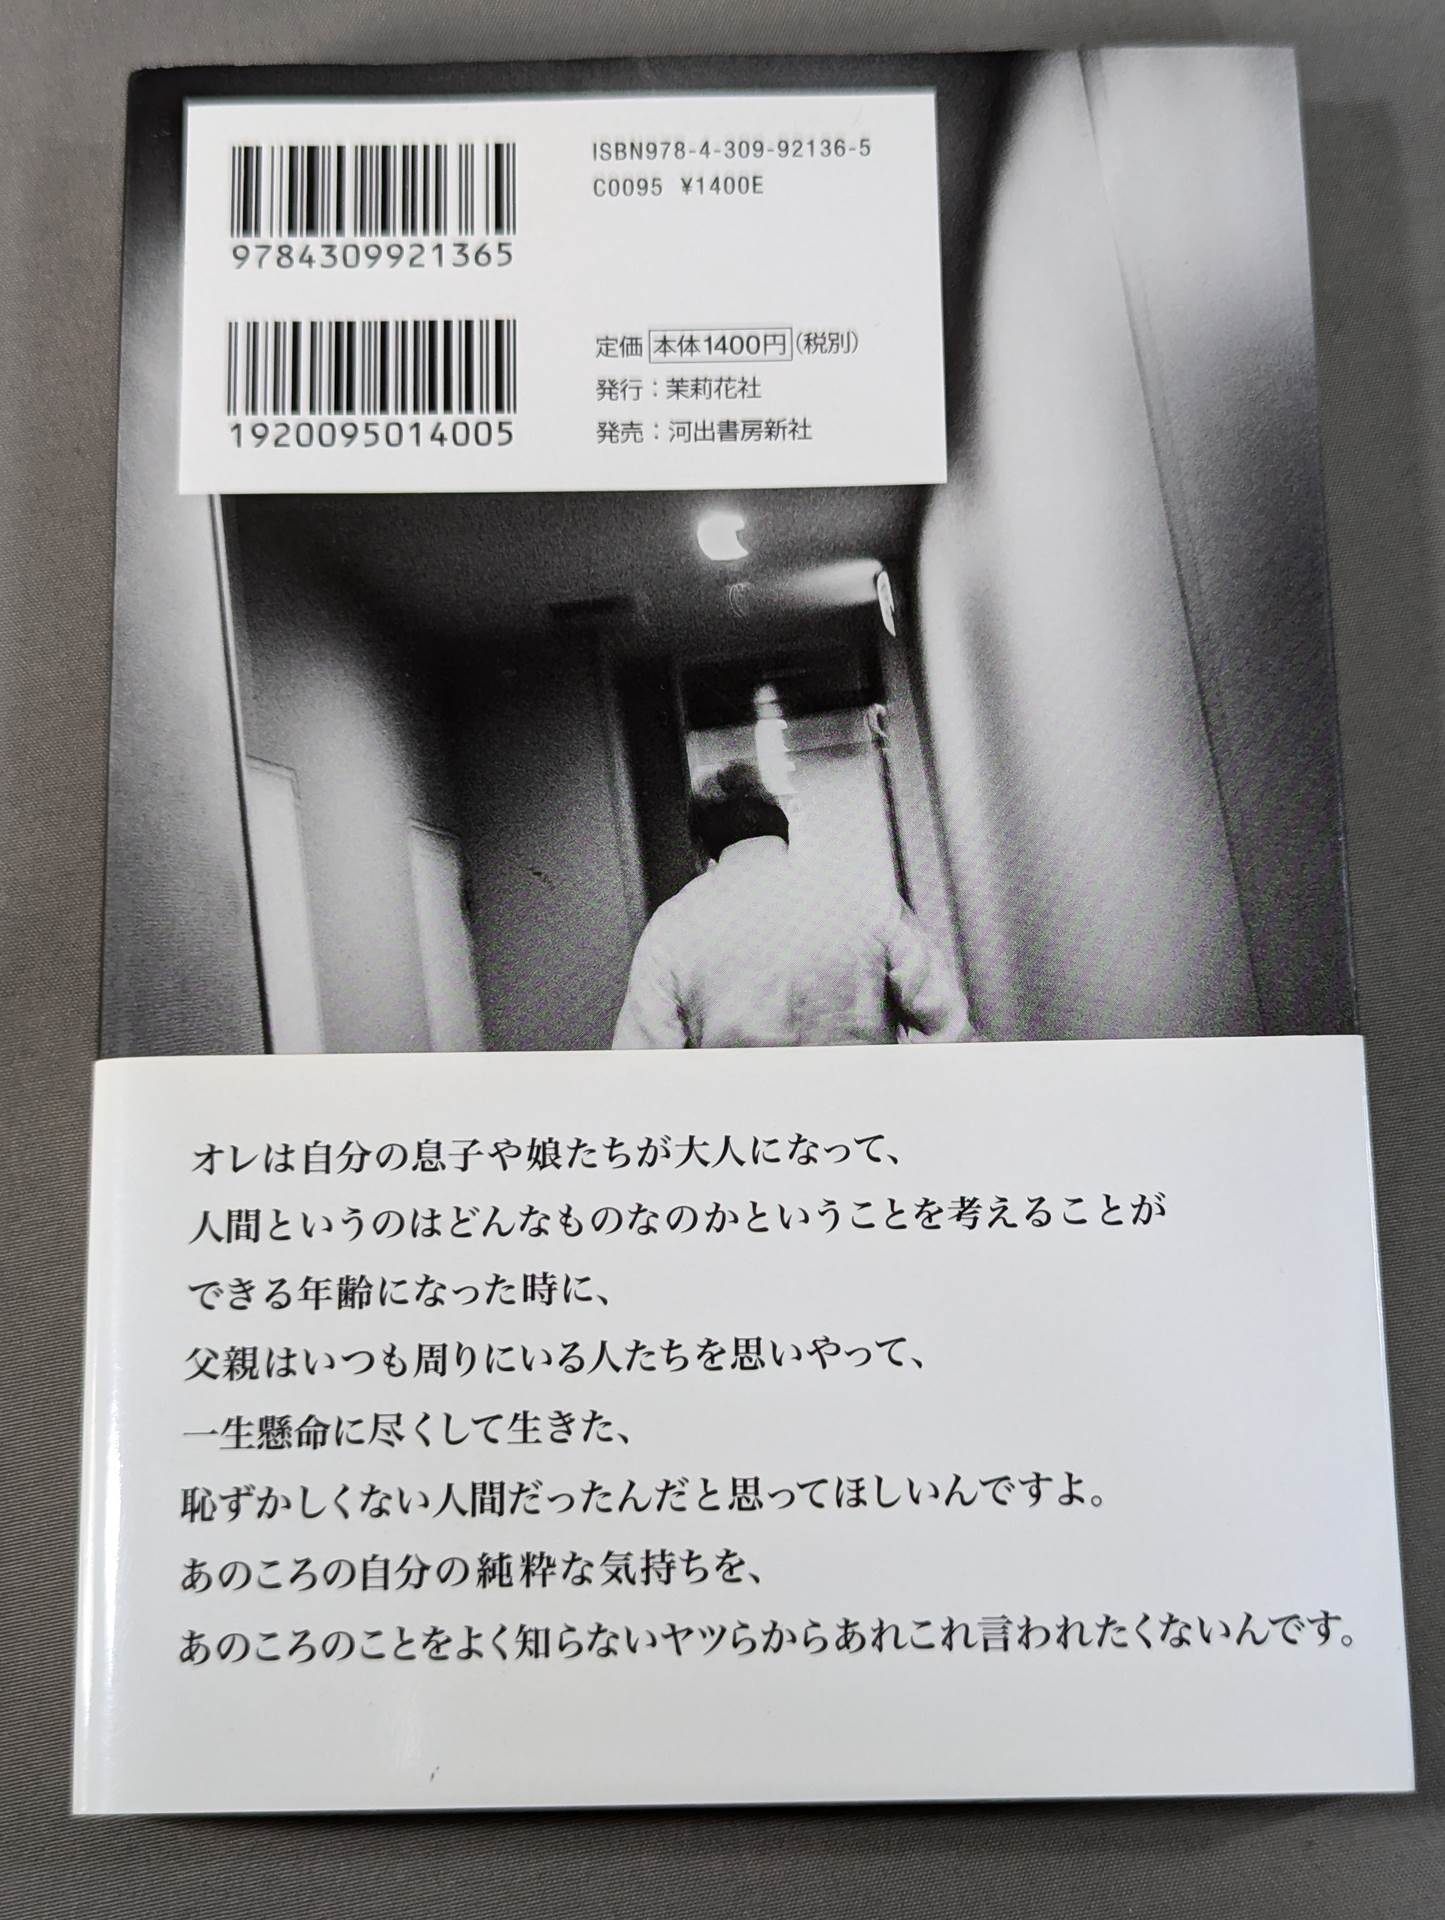 ISBN978-4-309-92136-5
C0095 ¥1400E
9784309921365
1920095014005
定価 本体1400円(税別)
発行：茉莉花社
発売：河出書房新社
オレは自分の息子や娘たちが大人になって、
人間というのはどんなものなのかということを考えることが
できる年齢になった時に、
父親はいつも周りにいる人たちを思いやって、
一生懸命に尽くして生きた、
恥ずかしくない人間だったんだと思ってほしいんですよ。
あのころの自分の純粋な気持ちを、
あのころのことをよく知らないヤツらからあれこれ言われたくないんです。